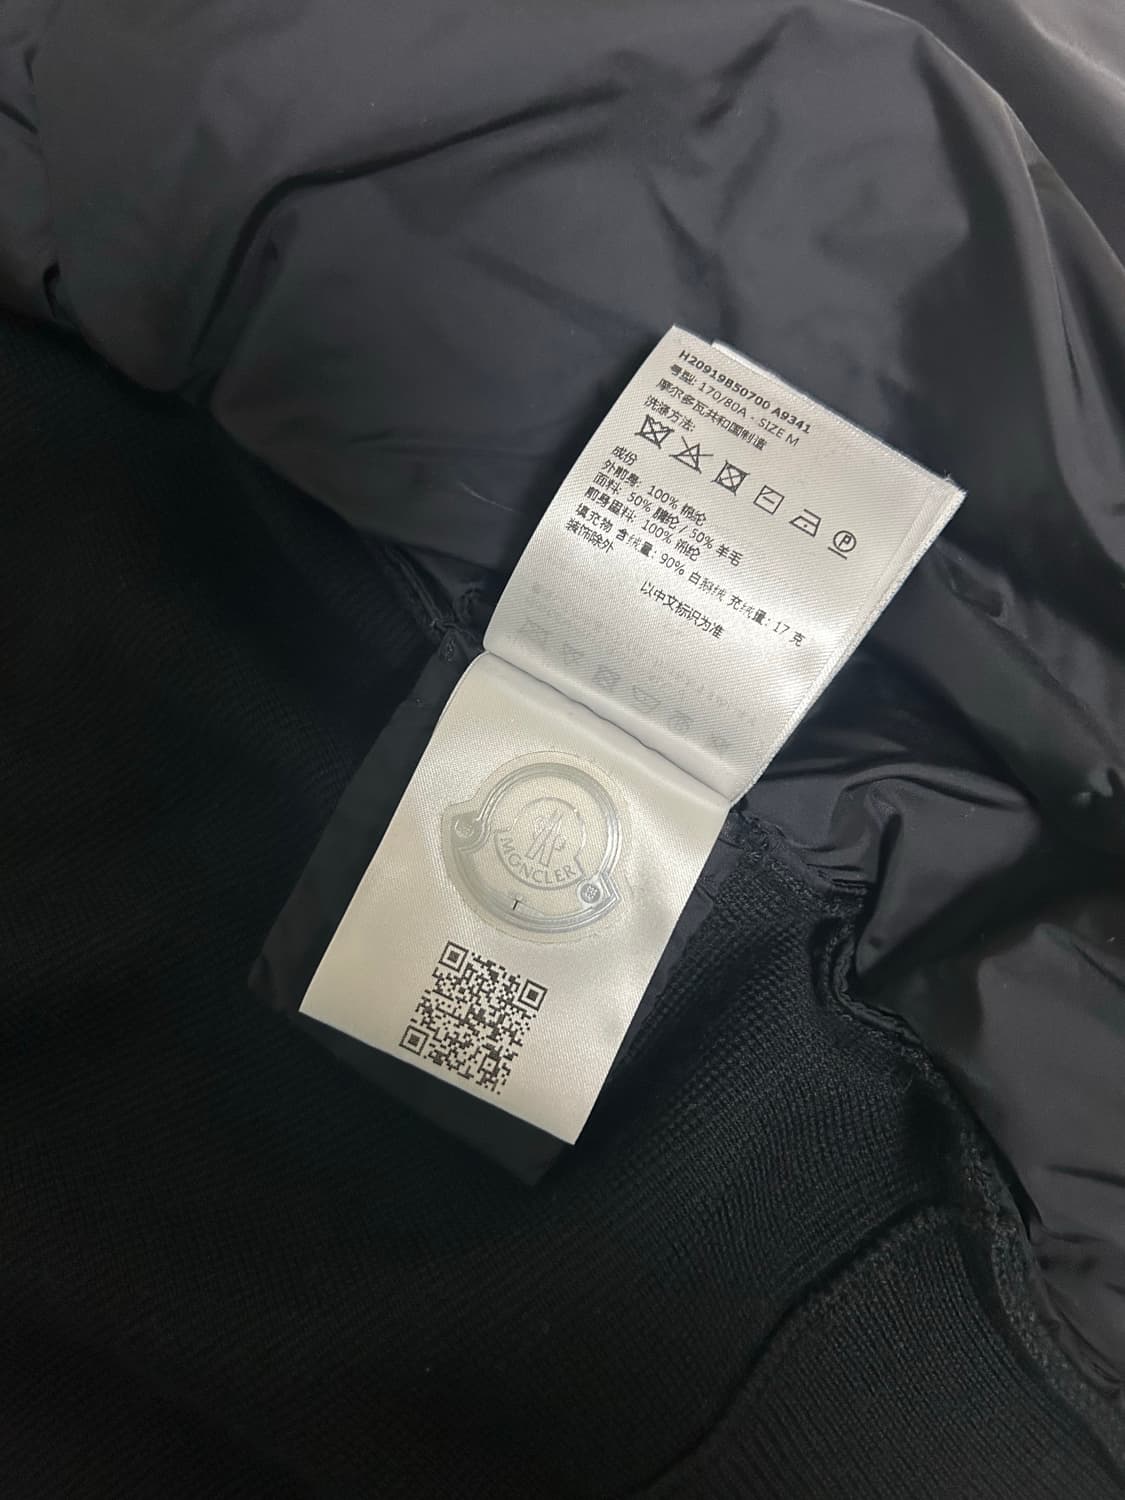 H20919B50700 A9341
号型: 170/80A - SIZE M
摩尔多瓦共和国制造
洗涤方法:
P
成份
外前身: 100% 棉纶
面料: 50% 腈纶 / 50% 羊毛
前身里料: 100% 棉纶
填充物 含绒量: 90% 白鹅绒 充绒量: 17 克
装饰除外
以中文标识为准
MONCLER
T